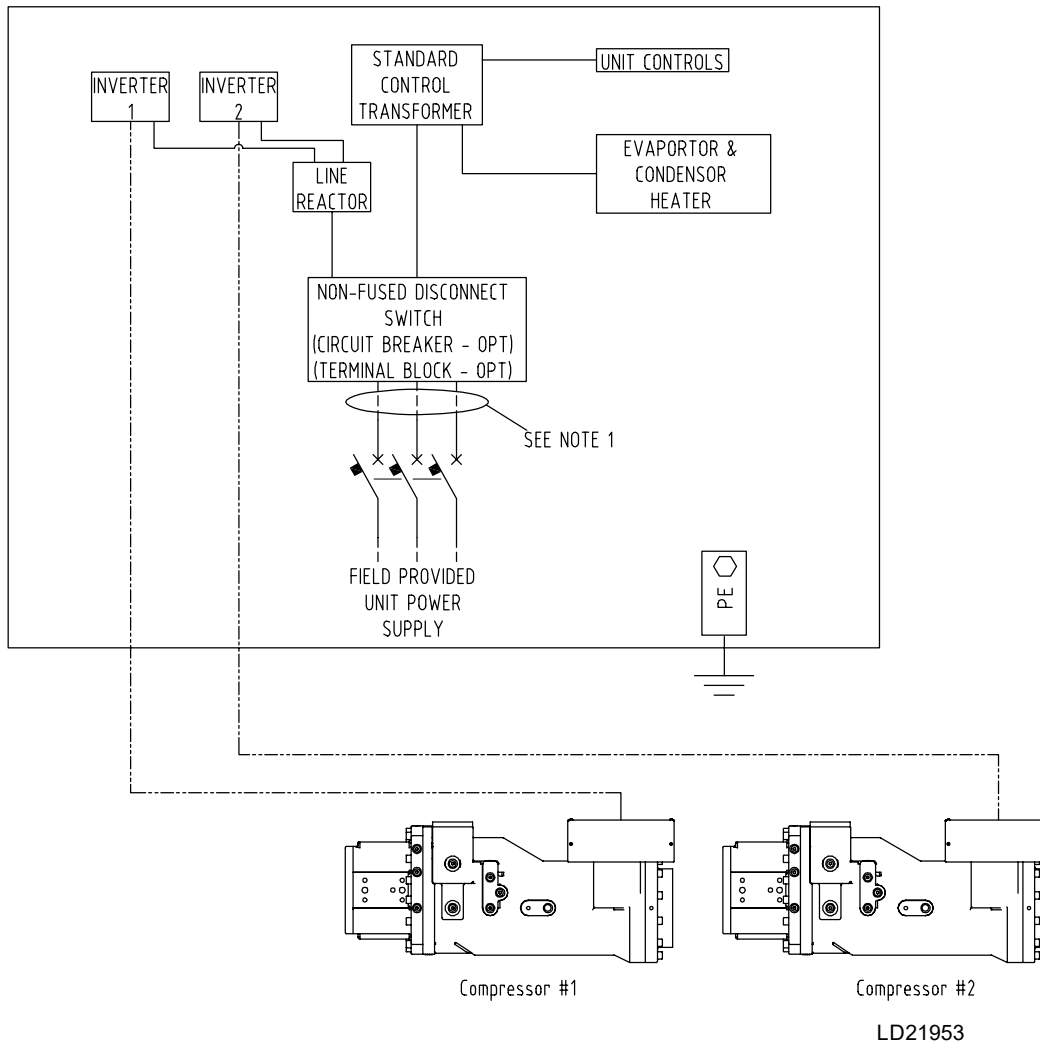 INVERTER
1
INVERTER
2
STANDARD
CONTROL
TRANSFORMER
UNIT CONTROLS
EVAPORTOR &
CONDENSOR
HEATER
LINE
REACTOR
NON-FUSED DISCONNECT
SWITCH
(CIRCUIT BREAKER - OPT)
(TERMINAL BLOCK - OPT)
SEE NOTE 1
FIELD PROVIDED
UNIT POWER
SUPPLY
PE
Compressor #1
Compressor #2
LD21953